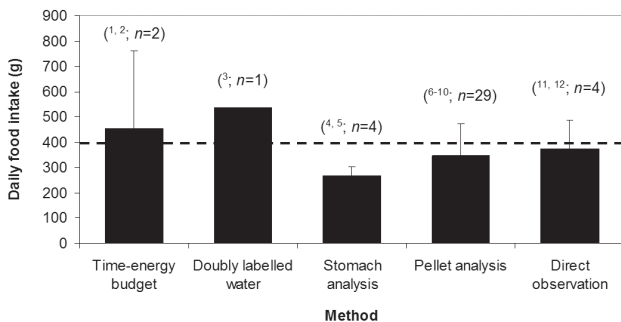 900
800
700
600
500
400
300
200
100
0
Daily food intake (g)
(1, 2; n=2)
(3; n=1)
(4, 5; n=4)
(6-10; n=29)
(11, 12; n=4)
Time-energy
budget
Doubly labelled
water
Stomach
analysis
Pellet analysis
Direct
observation
Method